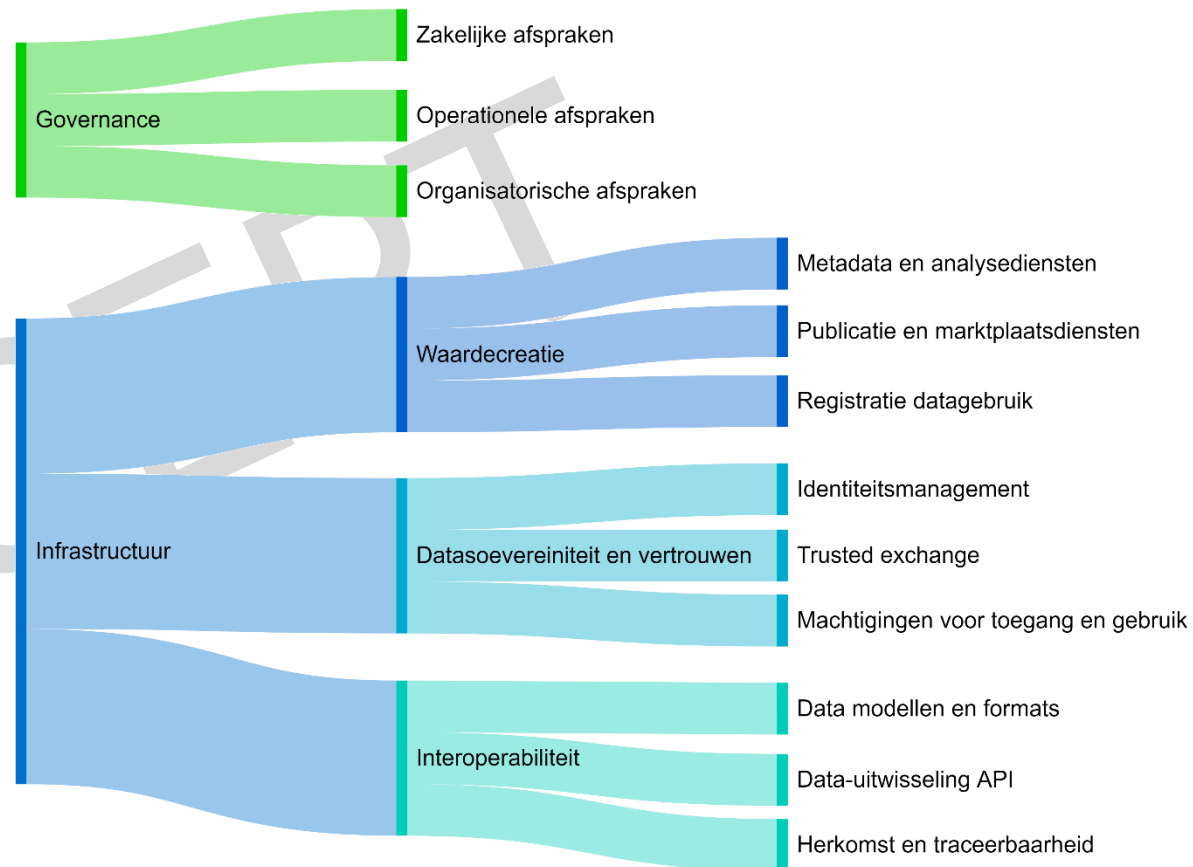 Zakelijke afspraken
Governance
Operationele afspraken
Organisatorische afspraken
Metadata en analysediensten
Waardecreatie
Publicatie en marktplaatsdiensten
Registratie datagebruik
Infrastructuur
Identiteitsmanagement
Datasoevereiniteit en vertrouwen
Trusted exchange
Machtigingen voor toegang en gebruik
Data modellen en formats
Interoperabiliteit
Data-uitwisseling API
Herkomst en traceerbaarheid